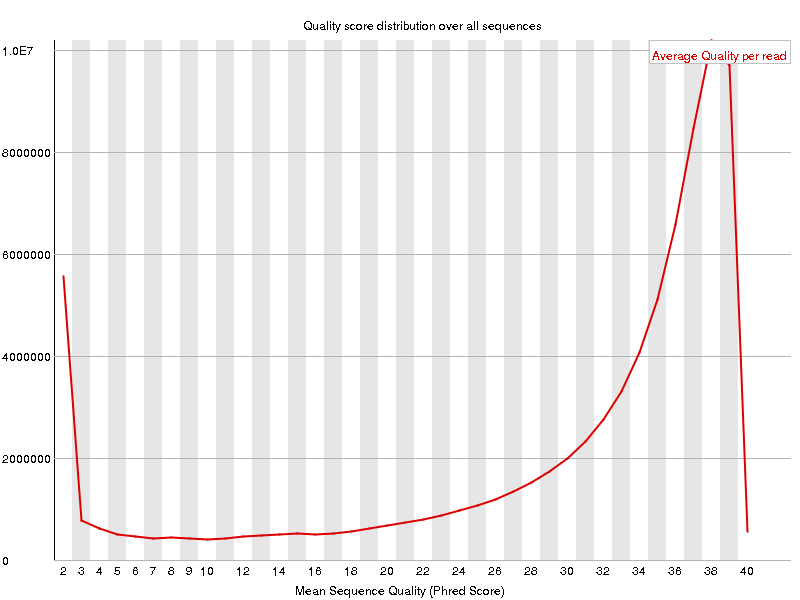 Quality score distribution over all sequences
1.0E7
Average Quality per read
8000000
6000000
4000000
2000000
0
2 3 4 5 6 7 8 9 10 12 14 16 18 20 22 24 26 28 30 32 34 36 38 40
Mean Sequence Quality (Phred Score)